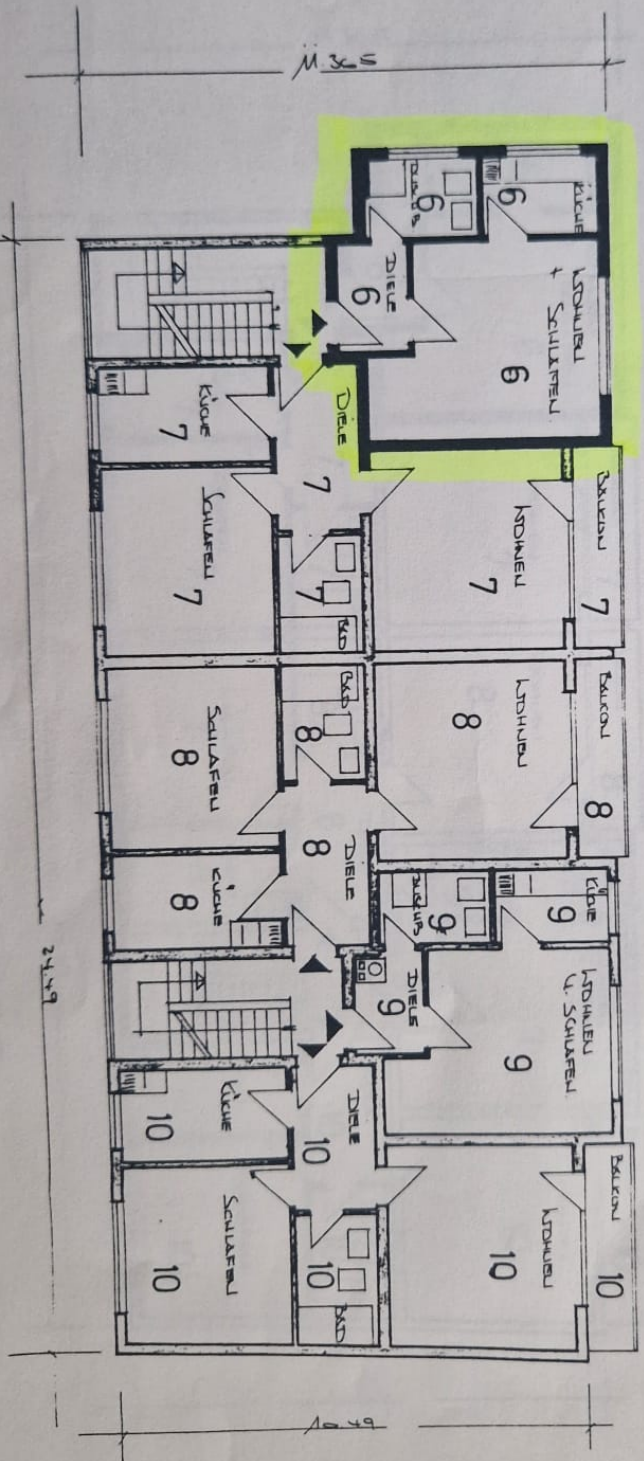 11.365
DUSCHB
6
KÜCHE
6
DIELE
6
WOHNEN
+ SCHLAFEN
6
KÜCHE
7
DIELE
7
SCHLAFEN
7
BAD
7
WOHNEN
7
BALKON
7
SCHLAFEN
8
BAD
8
WOHNEN
8
BALKON
8
KÜCHE
8
DIELE
8
DUSCHB
9
KÜCHE
9
DIELE
9
WOHNEN
U. SCHLAFEN
9
KÜCHE
10
DIELE
10
SCHLAFEN
10
BAD
10
WOHNEN
10
BALKON
10
24.49
10.49